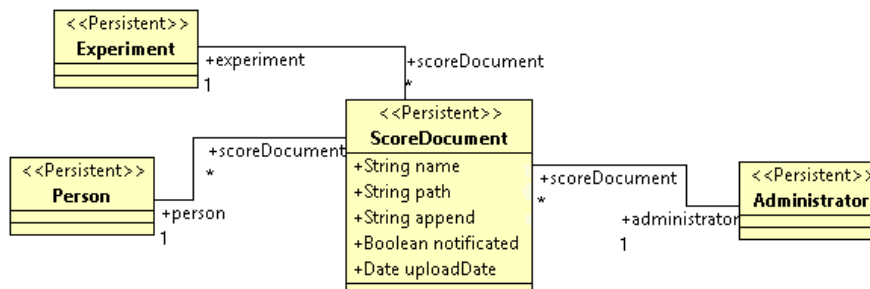 <<Persistent>>
Experiment
+experiment
1
+scoreDocument
*
<<Persistent>>
ScoreDocument
+String name
+String path
+String append
+Boolean notificated
+Date uploadDate
+scoreDocument
*
<<Persistent>>
Person
+person
1
+scoreDocument
*
+administrator
1
<<Persistent>>
Administrator